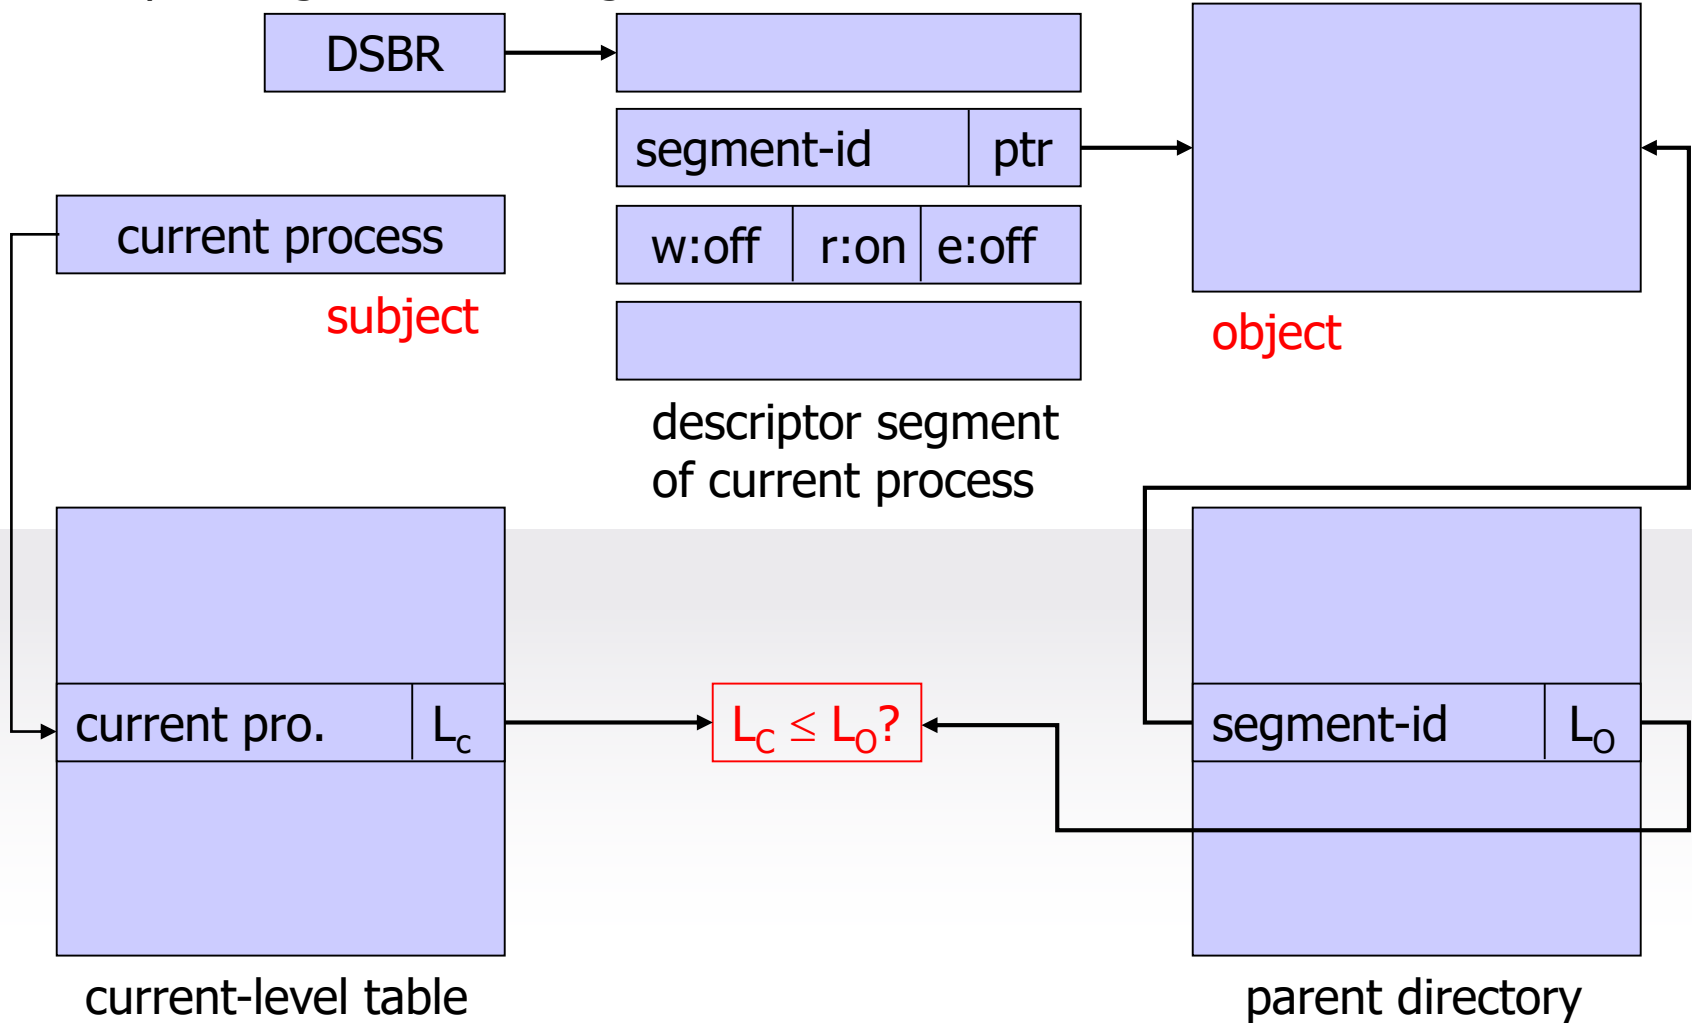 DSBR
segment-id ptr
current process
w:off r:on e:off
subject
object
descriptor segment
of current process
current pro. Lc
LC ≤ LO?
segment-id LO
current-level table
parent directory